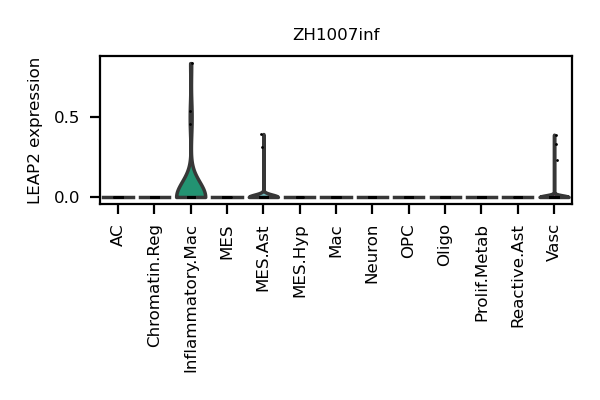 ZH1007inf
LEAP2 expression
0.5
0.0
AC
Chromatin.Reg
Inflammatory.Mac
MES
MES.Ast
MES.Hyp
Mac
Neuron
OPC
Oligo
Prolif.Metab
Reactive.Ast
Vasc